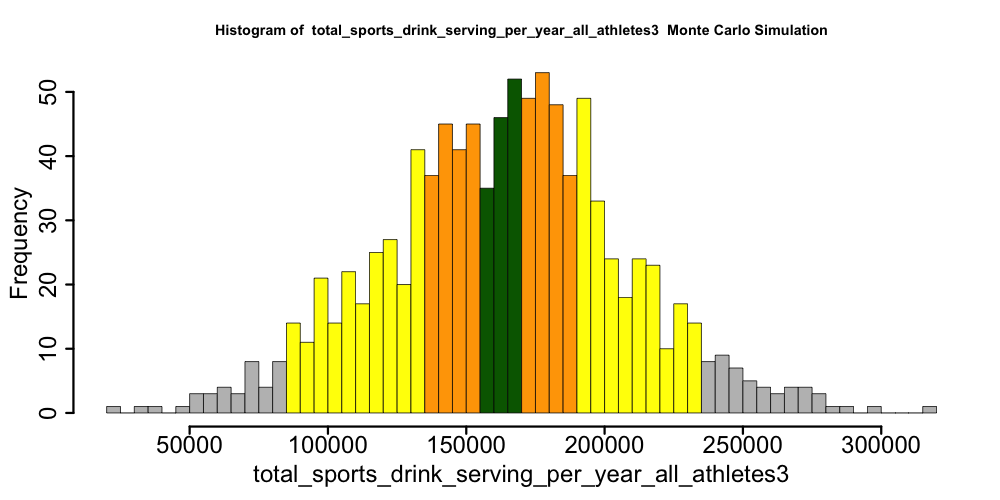 Histogram of  total_sports_drink_serving_per_year_all_athletes3  Monte Carlo Simulation
Frequency
50
40
30
20
10
0
50000 100000 150000 200000 250000 300000
total_sports_drink_serving_per_year_all_athletes3